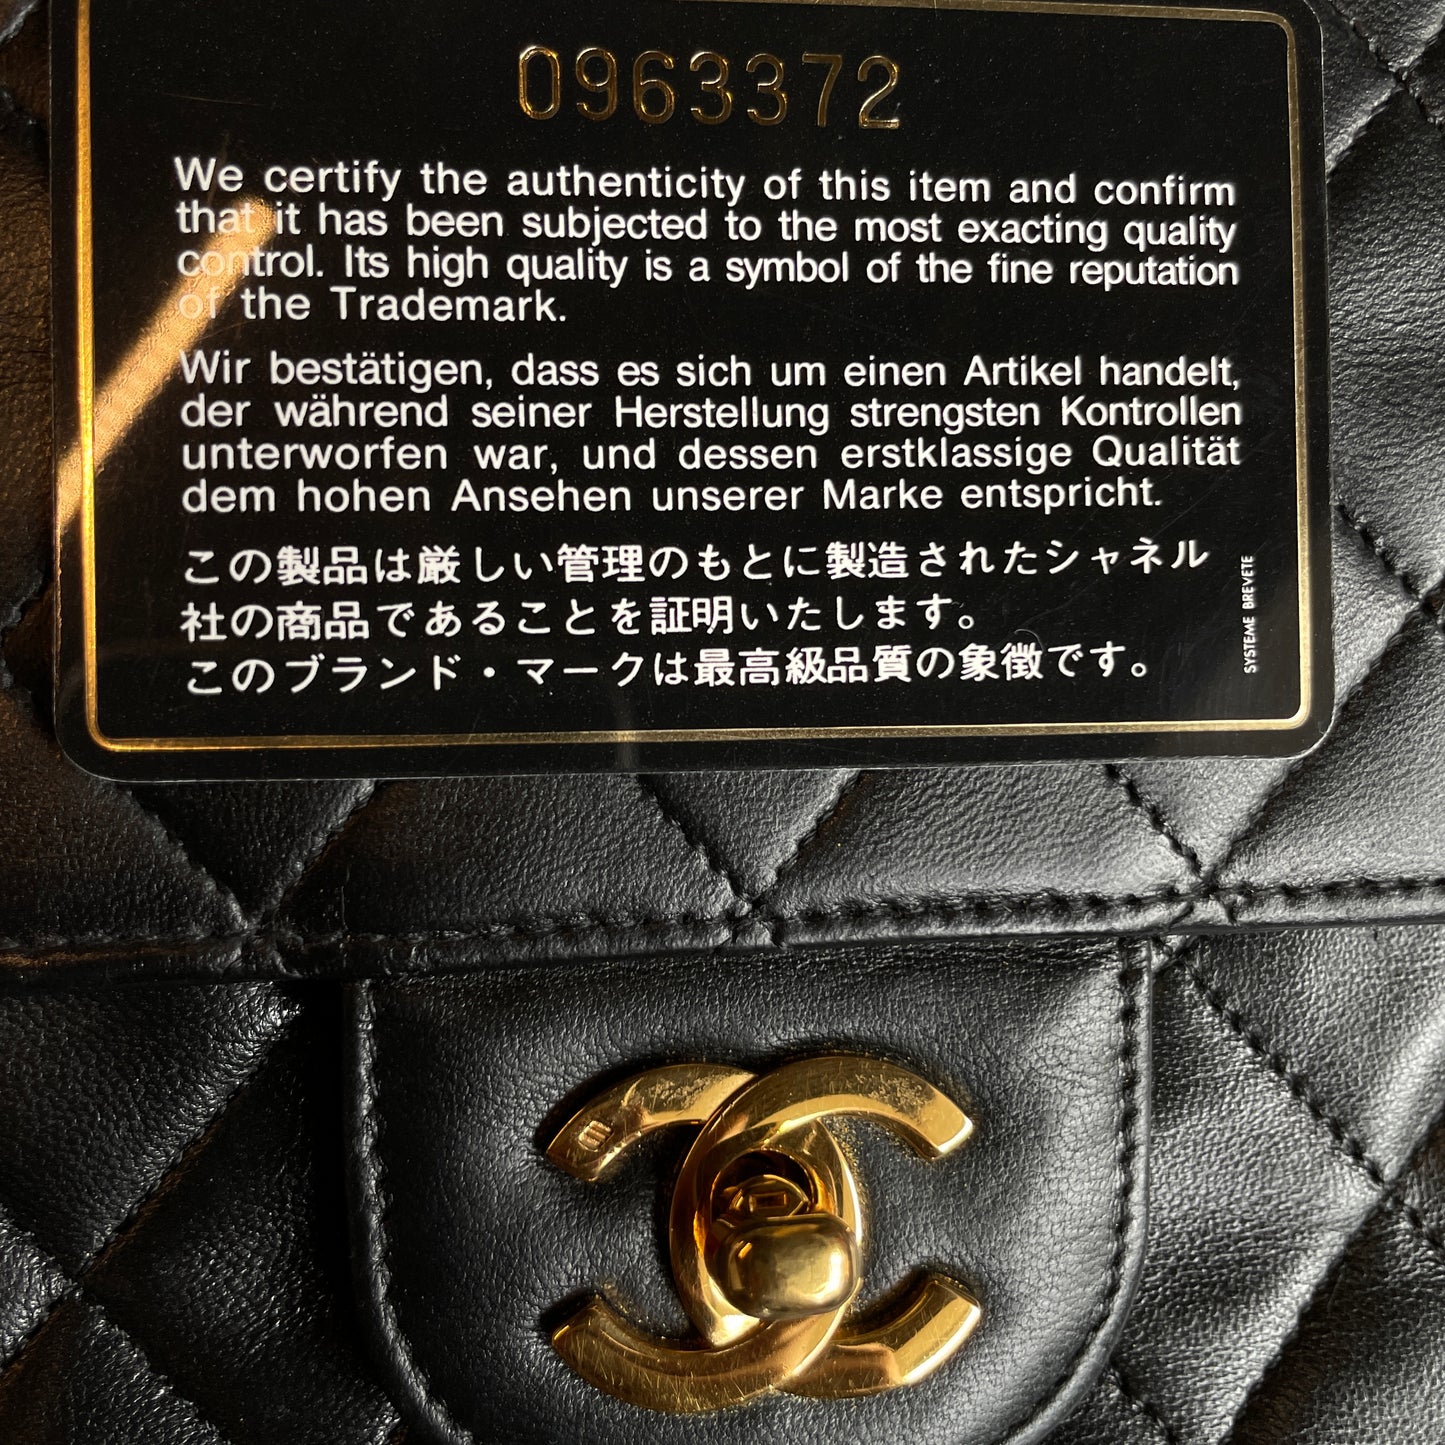 0963372
We certify the authenticity of this item and confirm
that it has been subjected to the most exacting quality
control. Its high quality is a symbol of the fine reputation
of the Trademark.
Wir bestätigen, dass es sich um einen Artikel handelt,
der während seiner Herstellung strengsten Kontrollen
unterworfen war, und dessen erstklassige Qualität
dem hohen Ansehen unserer Marke entspricht.
この製品は厳しい管理のもとに製造されたシャネル
社の商品であることを証明いたします。
このブランド・マークは最高級品質の象徴です。
SYSTEME BREVETE